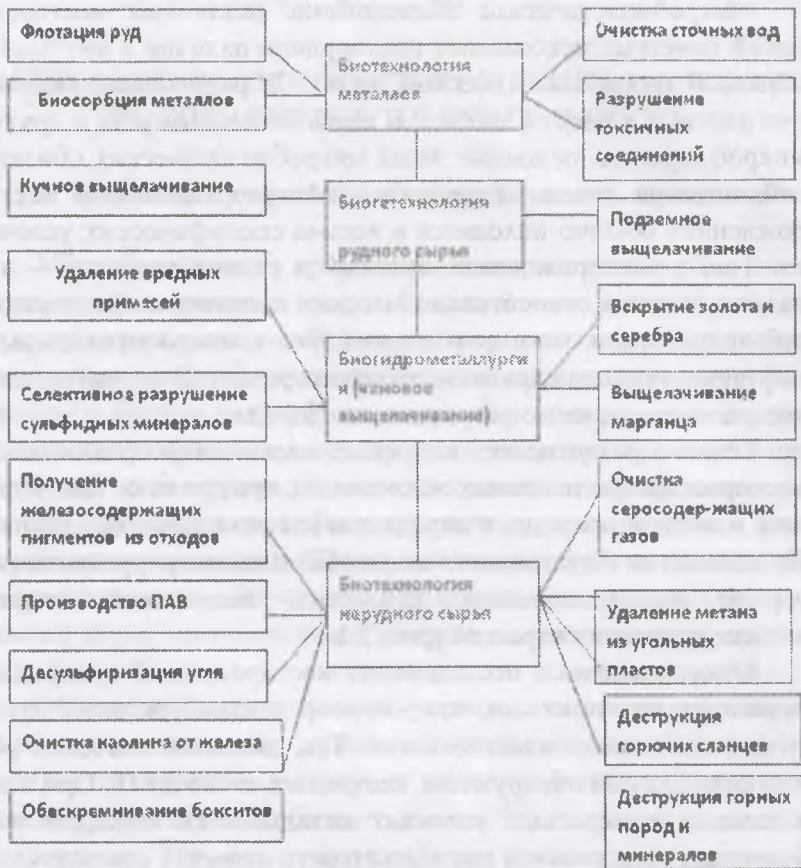 Флотация руд
Биосорбция металлов
Кучное выщелачивание
Удаление вредных
примесей
Селективное разрушение
сульфидных минералов
Получение
железосодержащих
пигментов из отходов
Производство ПАВ
Десульфиризация угля
Очистка каолина от железа
Обескремнивание бокситов
Биотехнология
металлов
Биогетехнология
рудного сырья
Биогидрометаллурги
я (чановое
выщелачивание)
Биотехнология
нерудного сырья
Очистка сточных вод
Разрушение
токсичных
соединений
Подземное
выщелачивание
Вскрытие золота и
серебра
Выщелачивание
марганца
Очистка
серосодер-жащих
газов
Удаление метана
из угольных
пластов
Деструкция
горючих сланцев
Деструкция горных
пород и
минералов